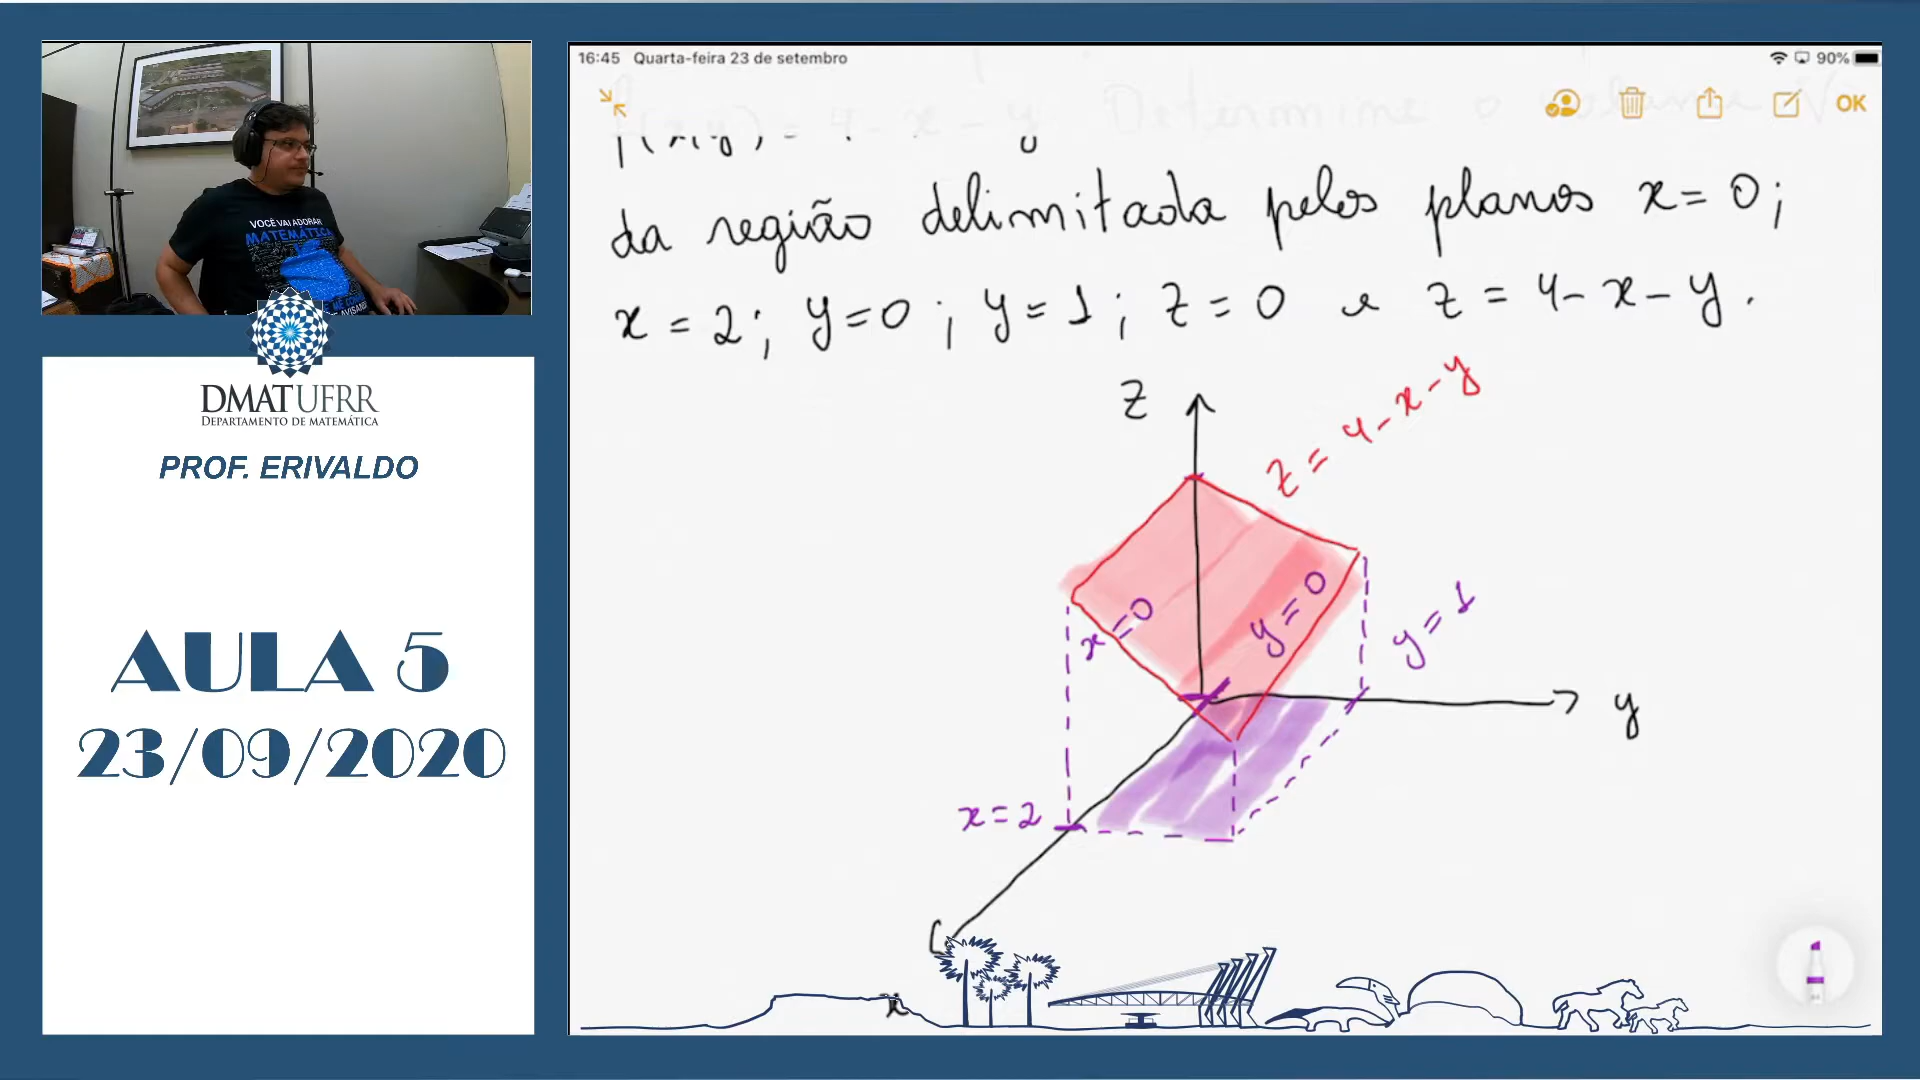 16:45 Quarta-feira 23 de setembro
90%
OK
f(x,y) = 4 - x - y. Determine o
da região delimitada pelos planos x = 0;
x = 2; y = 0; y = 1; z = 0 e z = 4 - x - y.
z
z = 4 - x - y
x = 0
y = 0
y = 1
y
x = 2
x
VOCÊ VAI ADORAR
MATEMÁTICA
DMATUFRR
DEPARTAMENTO DE MATEMÁTICA
PROF. ERIVALDO
AULA 5
23/09/2020